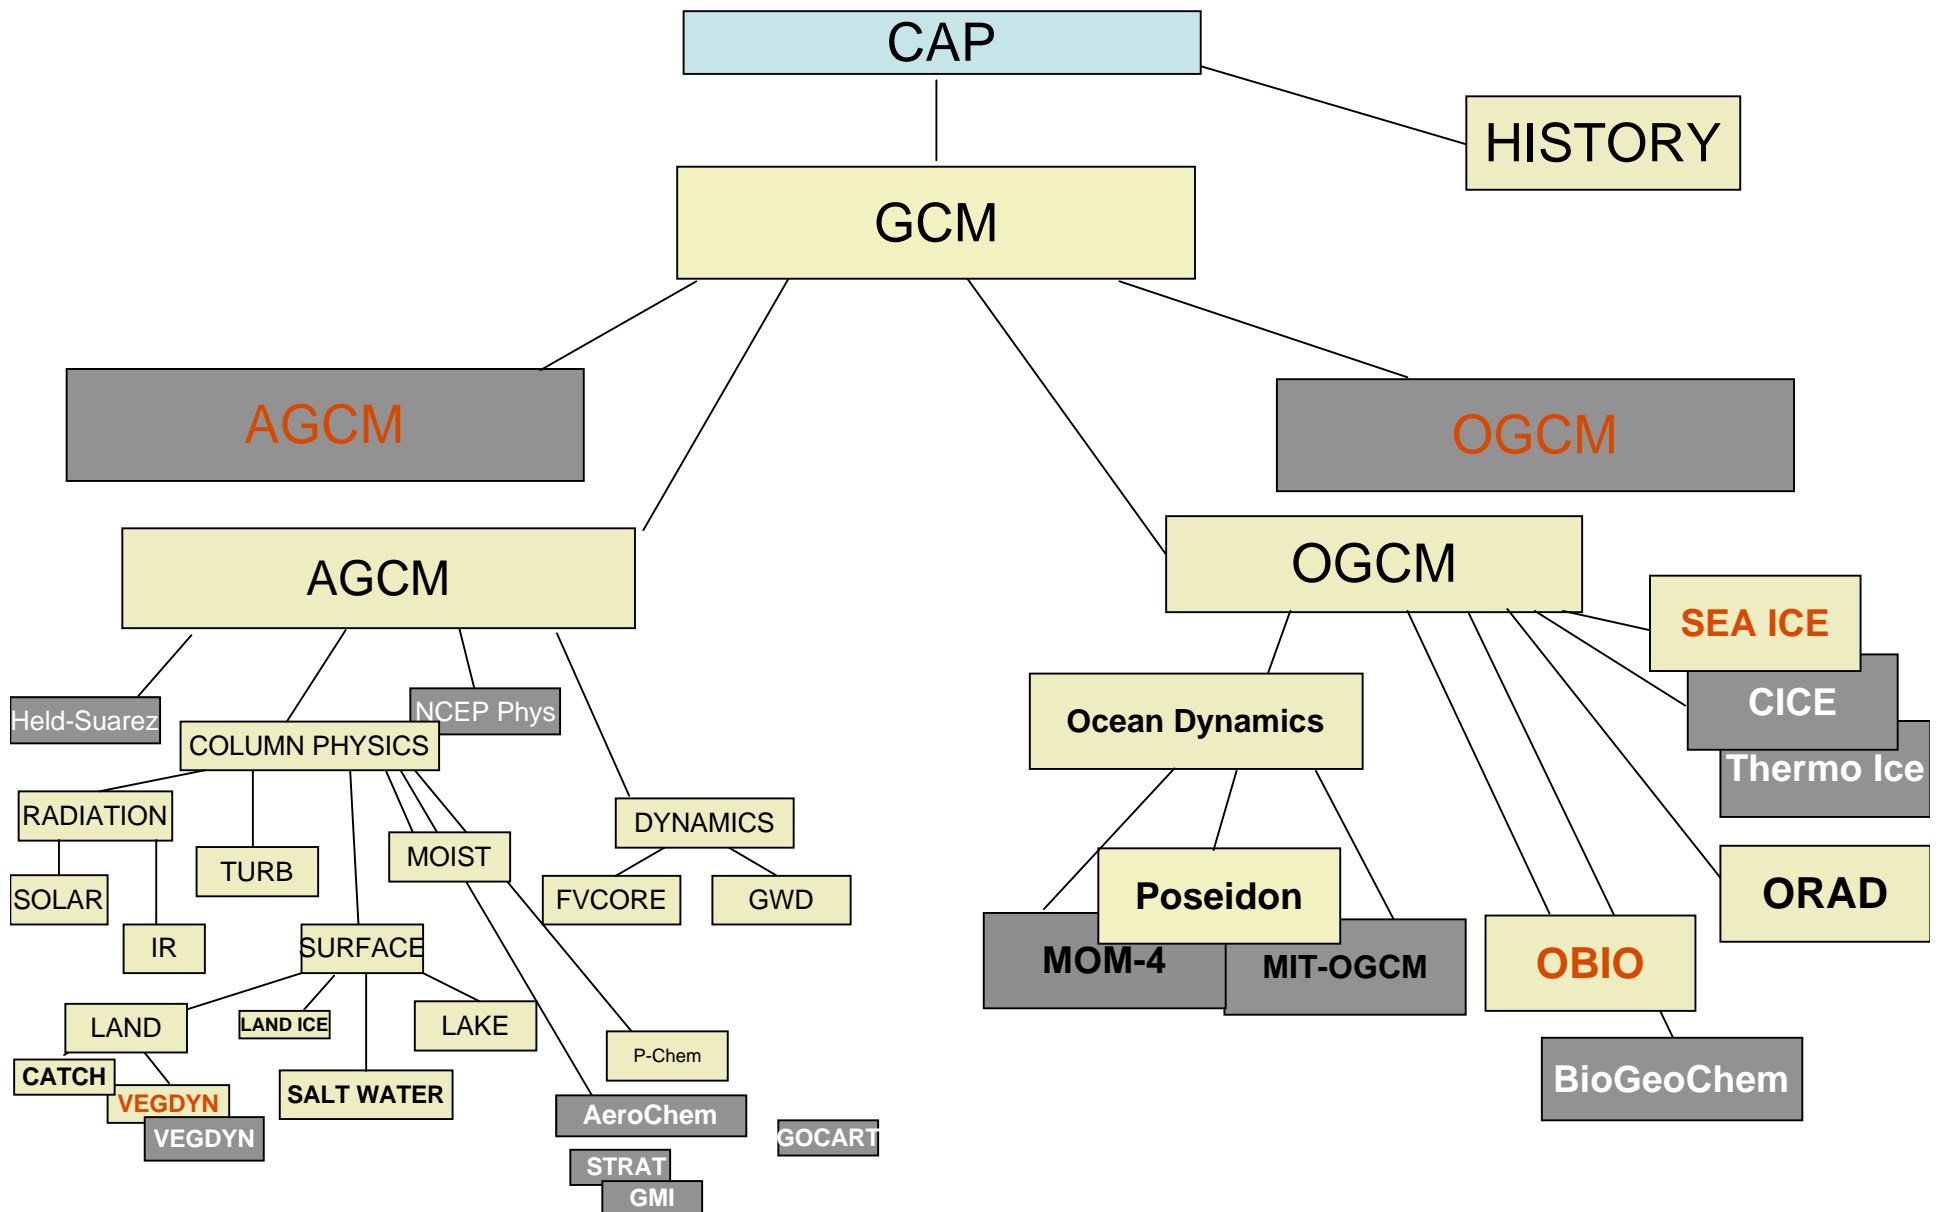 CAP
HISTORY
GCM
AGCM
OGCM
AGCM
OGCM
SEA ICE
CICE
Thermo Ice
Held-Suarez
NCEP Phys
COLUMN PHYSICS
Ocean Dynamics
RADIATION
TURB
MOIST
DYNAMICS
SOLAR
IR
FVCORE
GWD
Poseidon
MOM-4
MIT-OGCM
ORAD
OBIO
BioGeoChem
SURFACE
LAND
LAND ICE
LAKE
SALT WATER
CATCH
VEGDYN
VEGDYN
P-Chem
AeroChem
GOCART
STRAT
GMI